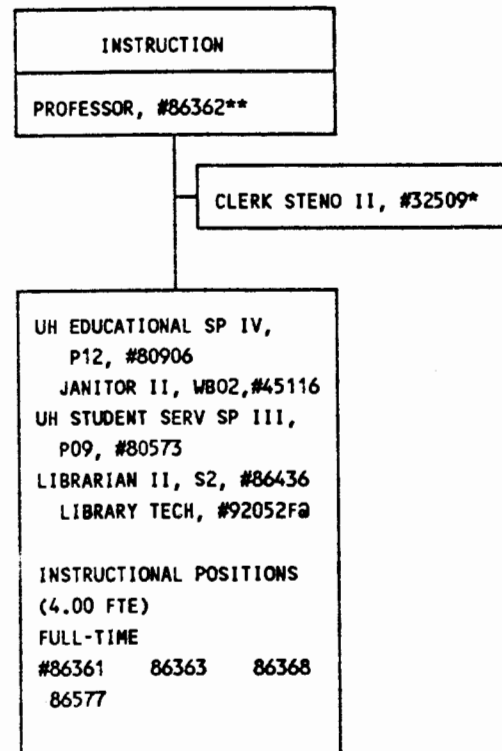 INSTRUCTION
PROFESSOR, #86362**
CLERK STENO II, #32509*
UH EDUCATIONAL SP IV,
P12, #80906
JANITOR II, WB02,#45116
UH STUDENT SERV SP III,
P09, #80573
LIBRARIAN II, S2, #86436
LIBRARY TECH, #92052F@
INSTRUCTIONAL POSITIONS
(4.00 FTE)
FULL-TIME
#86361 86363 86368
86577